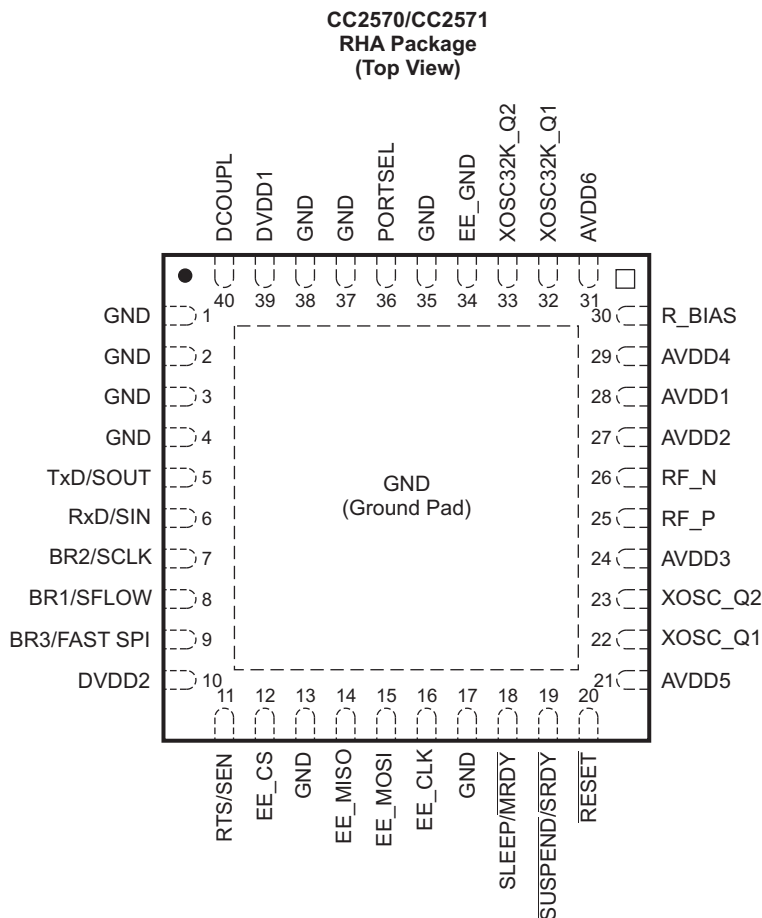 CC2570/CC2571
RHA Package
(Top View)
DCOUPL
DVDD1
GND
GND
PORTSEL
GND
EE_GND
XOSC32K_Q2
XOSC32K_Q1
AVDD6
40
39
38
37
36
35
34
33
32
31
GND 1
GND 2
GND 3
GND 4
TxD/SOUT 5
RxD/SIN 6
BR2/SCLK 7
BR1/SFLOW 8
BR3/FAST SPI 9
DVDD2 10
GND
(Ground Pad)
30 R_BIAS
29 AVDD4
28 AVDD1
27 AVDD2
26 RF_N
25 RF_P
24 AVDD3
23 XOSC_Q2
22 XOSC_Q1
21 AVDD5
11
12
13
14
15
16
17
18
19
20
RTS/SEN
EE_CS
GND
EE_MISO
EE_MOSI
EE_CLK
GND
SLEEP/MRDY
SUSPEND/SRDY
RESET